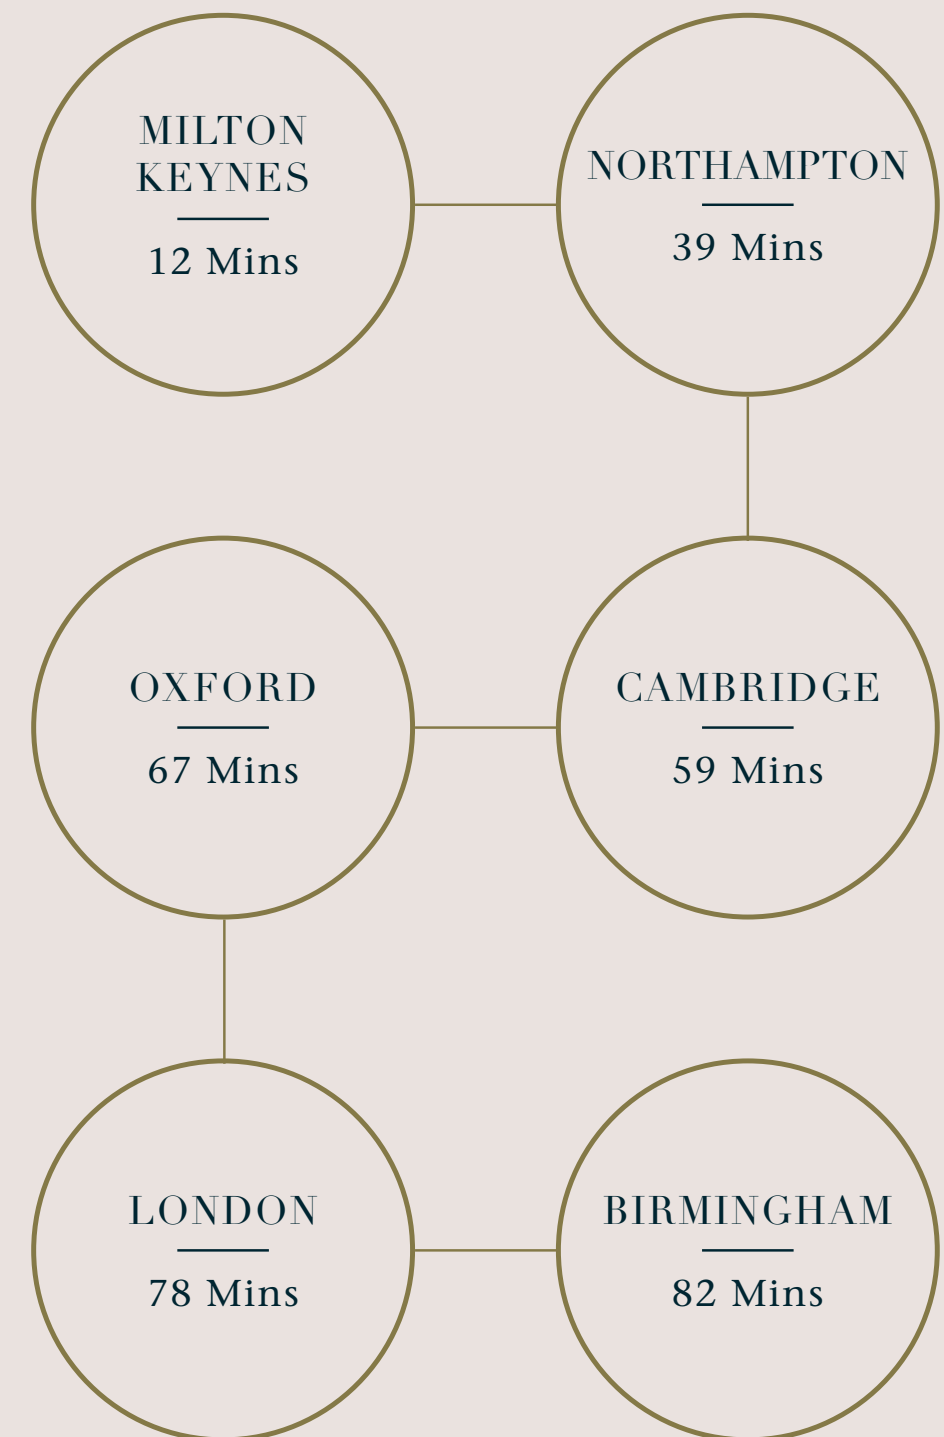 MILTON
KEYNES
12 Mins
NORTHAMPTON
39 Mins
OXFORD
67 Mins
CAMBRIDGE
59 Mins
LONDON
78 Mins
BIRMINGHAM
82 Mins